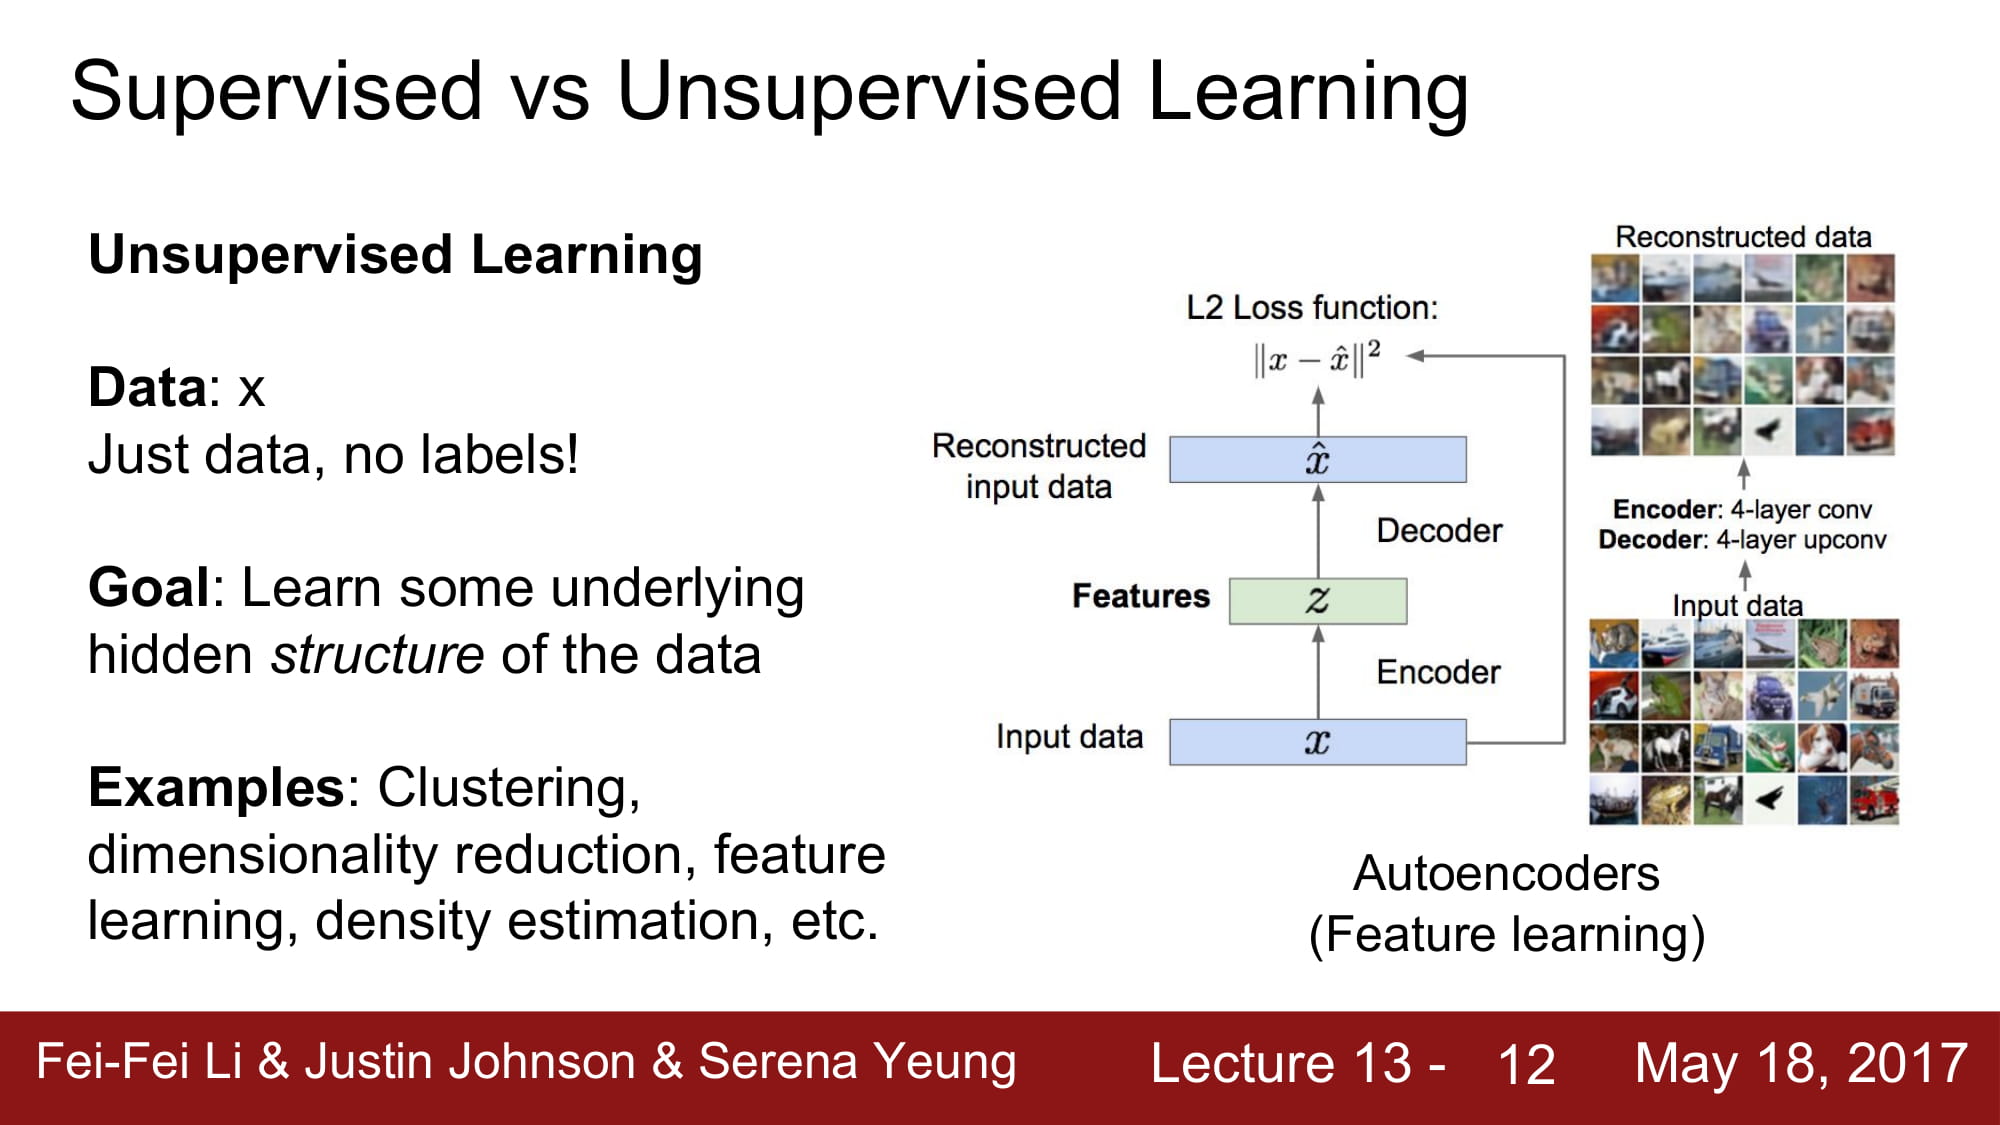 Supervised vs Unsupervised Learning
Unsupervised Learning
Data: x
Just data, no labels!
Goal: Learn some underlying
hidden structure of the data
Examples: Clustering,
dimensionality reduction, feature
learning, density estimation, etc.
L2 Loss function:
‖x − x̂‖²
Reconstructed
input data
x̂
Decoder
Features
z
Encoder
Input data
x
Reconstructed data
Encoder: 4-layer conv
Decoder: 4-layer upconv
Input data
Autoencoders
(Feature learning)
Fei-Fei Li & Justin Johnson & Serena Yeung
Lecture 13 - 12
May 18, 2017